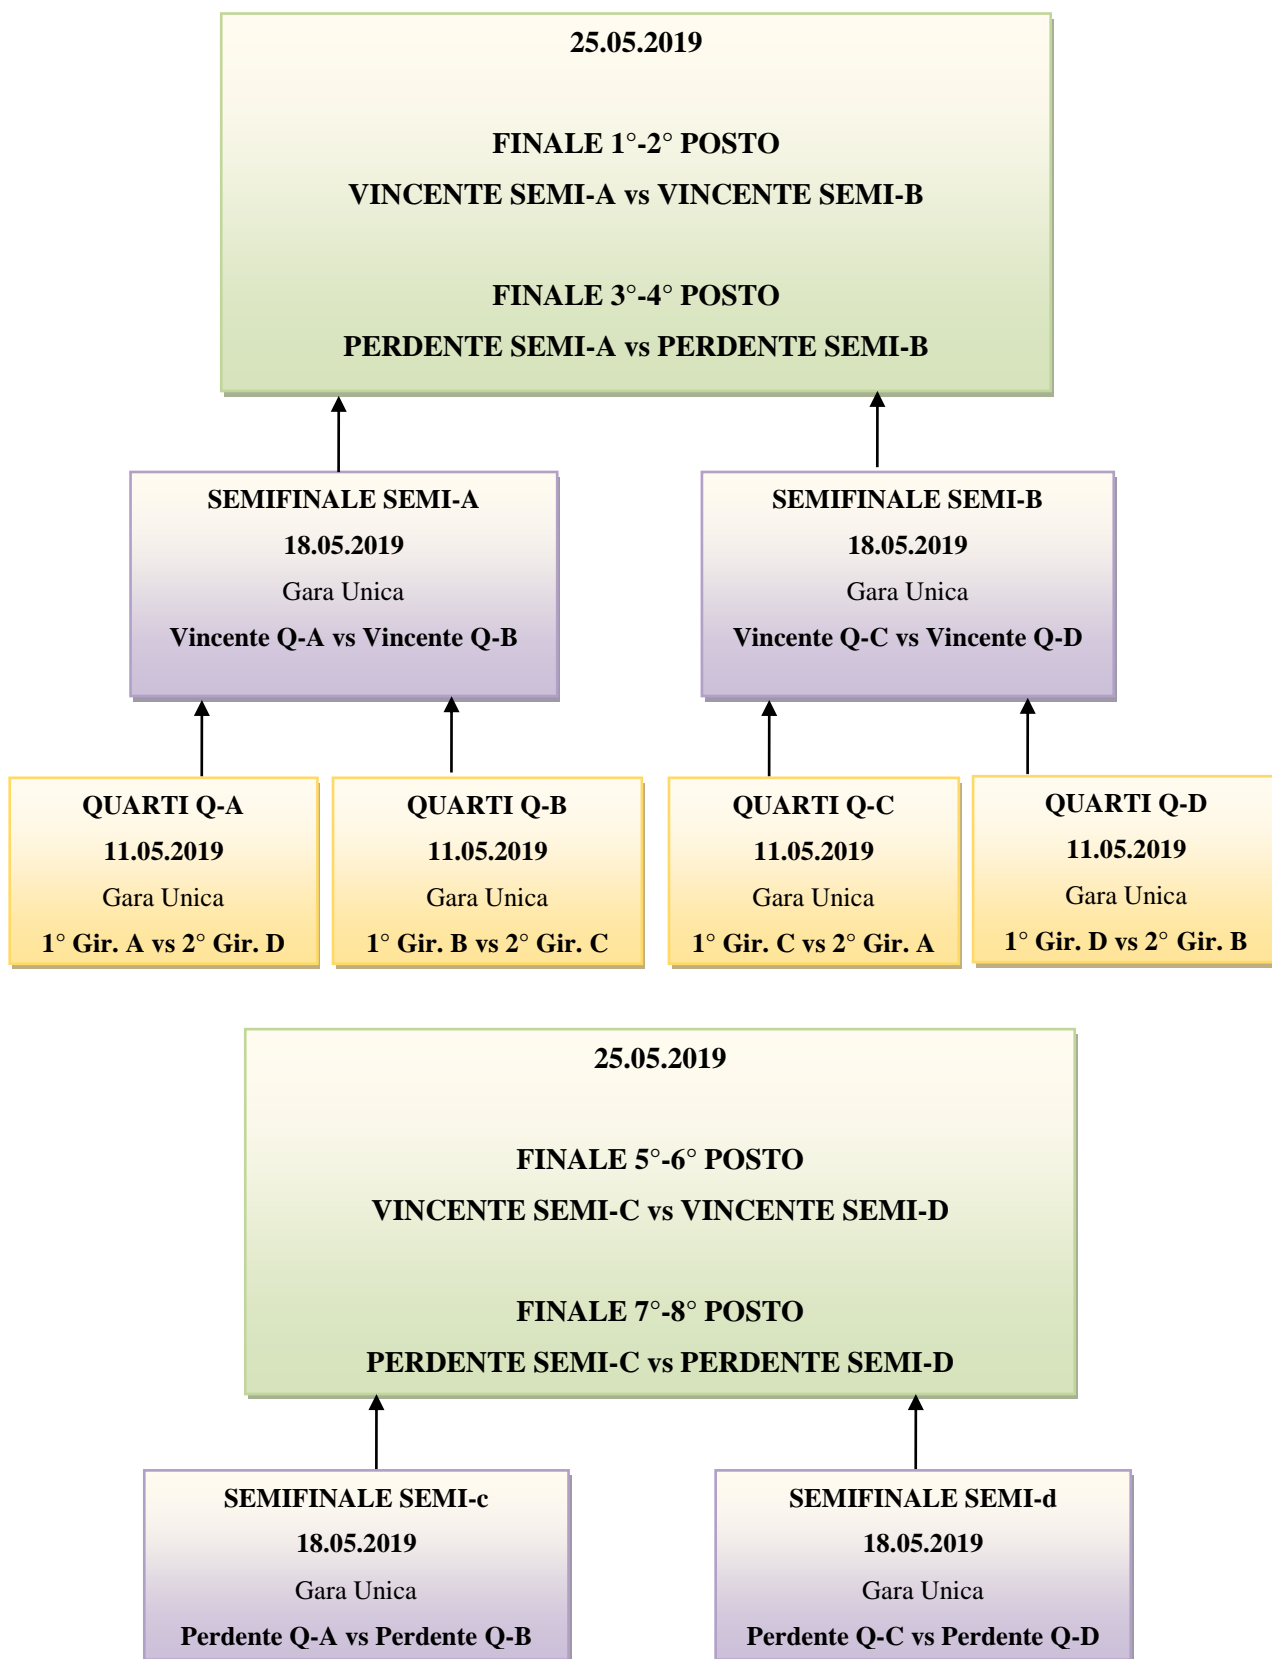 25.05.2019
FINALE 1°-2° POSTO
VINCENTE SEMI-A vs VINCENTE SEMI-B
FINALE 3°-4° POSTO
PERDENTE SEMI-A vs PERDENTE SEMI-B
SEMIFINALE SEMI-A
18.05.2019
Gara Unica
Vincente Q-A vs Vincente Q-B
SEMIFINALE SEMI-B
18.05.2019
Gara Unica
Vincente Q-C vs Vincente Q-D
QUARTI Q-A
11.05.2019
Gara Unica
1° Gir. A vs 2° Gir. D
QUARTI Q-B
11.05.2019
Gara Unica
1° Gir. B vs 2° Gir. C
QUARTI Q-C
11.05.2019
Gara Unica
1° Gir. C vs 2° Gir. A
QUARTI Q-D
11.05.2019
Gara Unica
1° Gir. D vs 2° Gir. B
25.05.2019
FINALE 5°-6° POSTO
VINCENTE SEMI-C vs VINCENTE SEMI-D
FINALE 7°-8° POSTO
PERDENTE SEMI-C vs PERDENTE SEMI-D
SEMIFINALE SEMI-c
18.05.2019
Gara Unica
Perdente Q-A vs Perdente Q-B
SEMIFINALE SEMI-d
18.05.2019
Gara Unica
Perdente Q-C vs Perdente Q-D